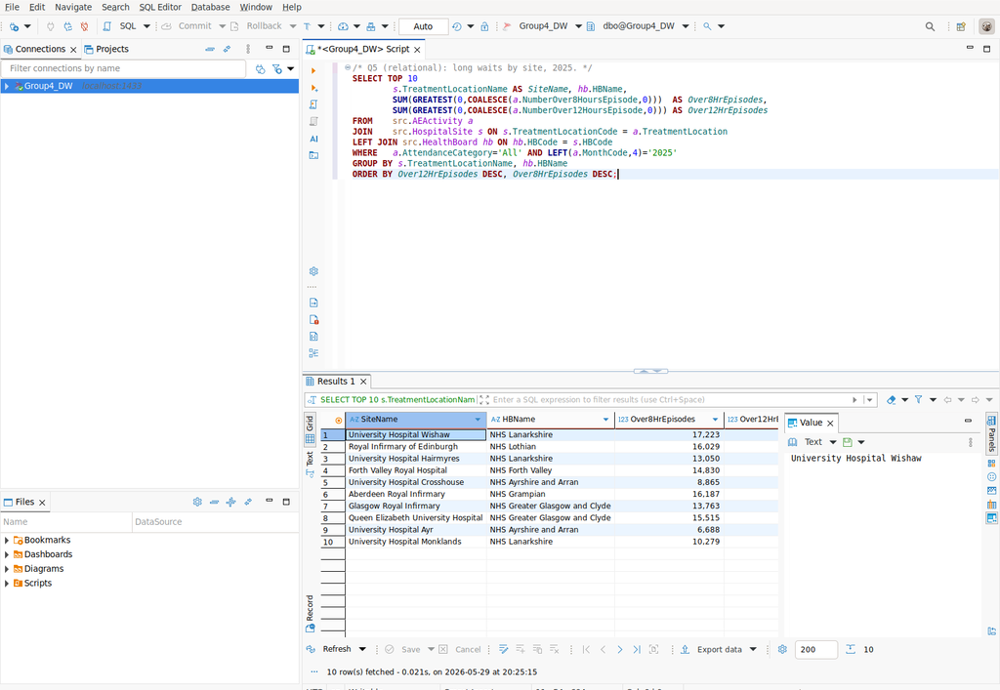 File Edit Navigate Search SQL Editor Database Window Help
SQL Commit Rollback T Auto Group4_DW dbo@Group4_DW
Connections Projects
Filter connections by name
Group4_DW localhost:1433
*<Group4_DW> Script
/* Q5 (relational): long waits by site, 2025. */
SELECT TOP 10
s.TreatmentLocationName AS SiteName, hb.HBName,
SUM(GREATEST(0,COALESCE(a.NumberOver8HoursEpisode,0))) AS Over8HrEpisodes,
SUM(GREATEST(0,COALESCE(a.NumberOver12HoursEpisode,0))) AS Over12HrEpisodes
FROM src.AEActivity a
JOIN src.HospitalSite s ON s.TreatmentLocationCode = a.TreatmentLocation
LEFT JOIN src.HealthBoard hb ON hb.HBCode = s.HBCode
WHERE a.AttendanceCategory='All' AND LEFT(a.MonthCode,4)='2025'
GROUP BY s.TreatmentLocationName, hb.HBName
ORDER BY Over12HrEpisodes DESC, Over8HrEpisodes DESC;
AI
Files
Name DataSource
Bookmarks
Dashboards
Diagrams
Scripts
Results 1
SELECT TOP 10 s.TreatmentLocationNam Enter a SQL expression to filter results (use Ctrl+Space)
Grid
Text
Record
A-Z SiteName A-Z HBName 123 Over8HrEpisodes 123 Over12HrE
1 University Hospital Wishaw NHS Lanarkshire 17,223
2 Royal Infirmary of Edinburgh NHS Lothian 16,029
3 University Hospital Hairmyres NHS Lanarkshire 13,050
4 Forth Valley Royal Hospital NHS Forth Valley 14,830
5 University Hospital Crosshouse NHS Ayrshire and Arran 8,865
6 Aberdeen Royal Infirmary NHS Grampian 16,187
7 Glasgow Royal Infirmary NHS Greater Glasgow and Clyde 13,763
8 Queen Elizabeth University Hospital NHS Greater Glasgow and Clyde 15,515
9 University Hospital Ayr NHS Ayrshire and Arran 6,688
10 University Hospital Monklands NHS Lanarkshire 10,279
Value
Text
University Hospital Wishaw
Panels
Refresh Save Cancel Export data 200 10
10 row(s) fetched - 0.021s, on 2026-05-29 at 20:25:15